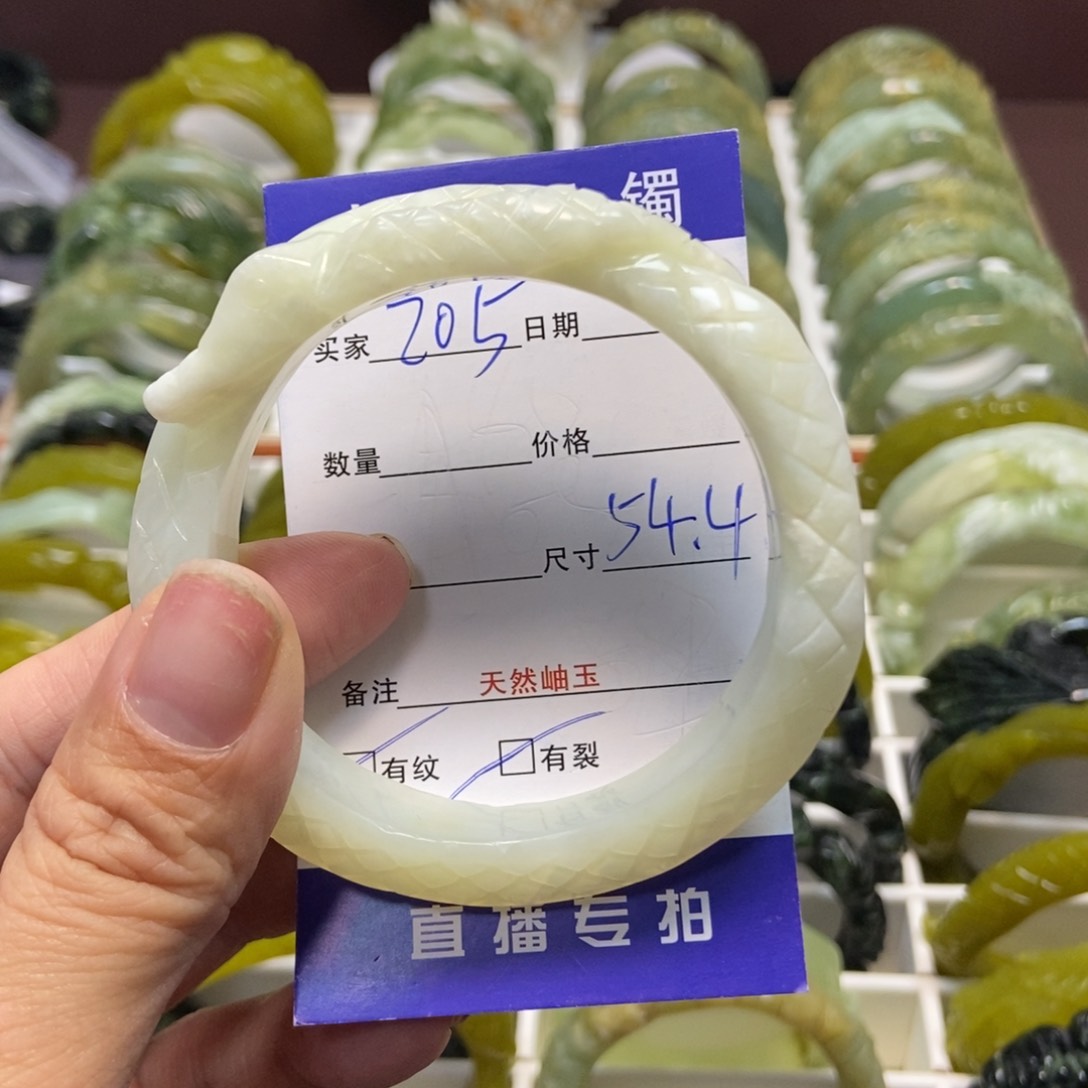 镯
买家 205 日期
数量 价格
尺寸 54.4
备注 天然岫玉
有纹 有裂
直播专拍